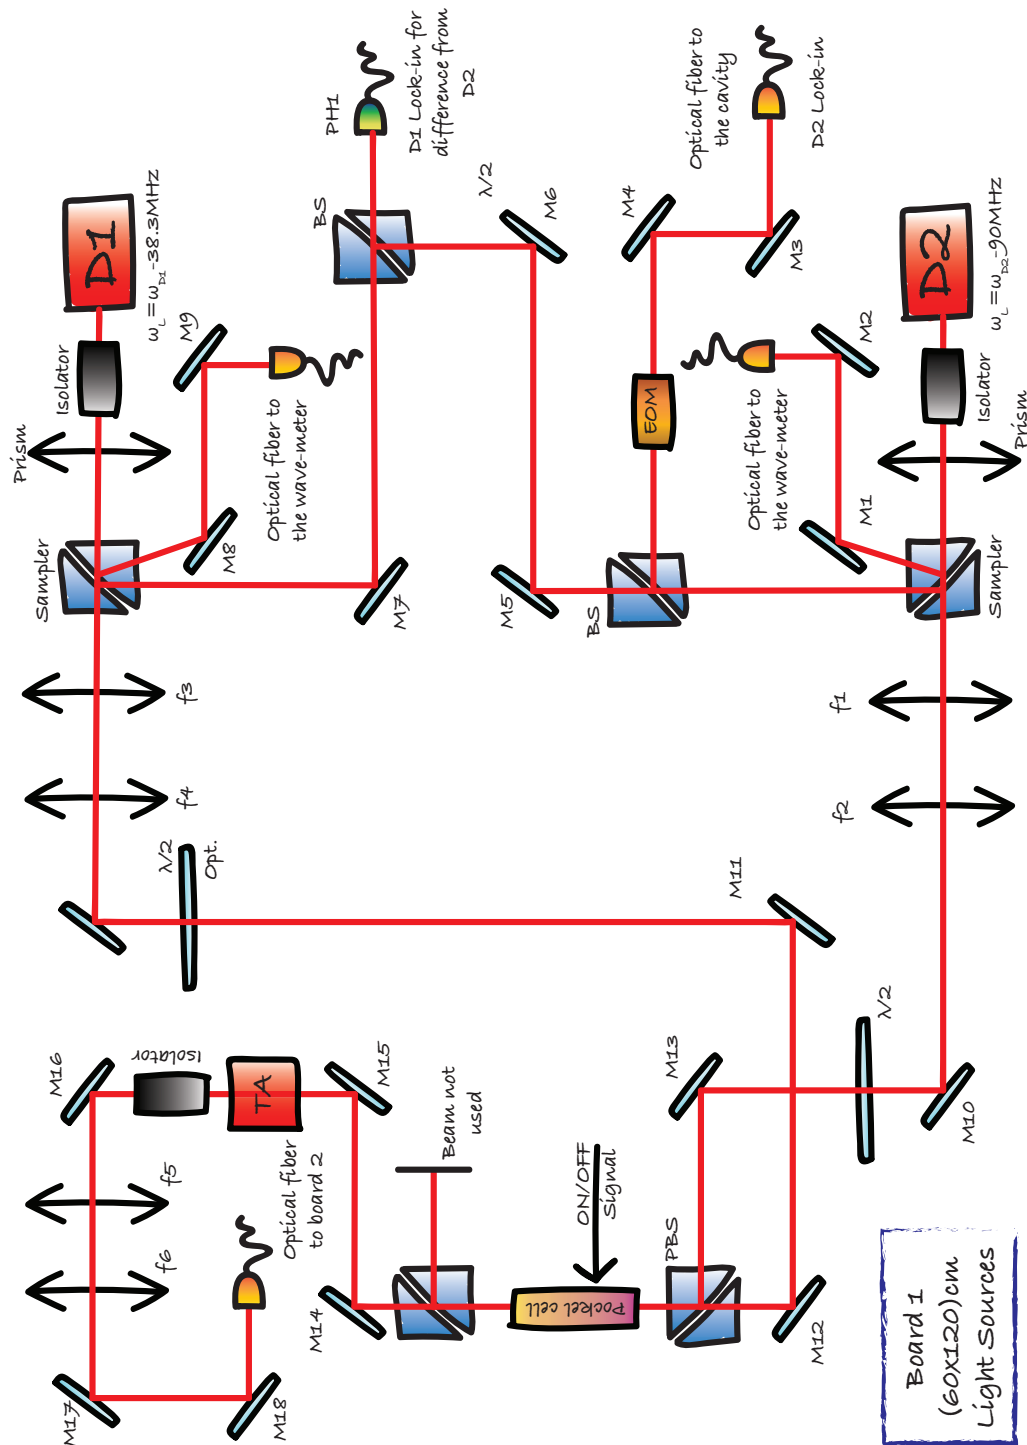 D1
ω_L=ω_D1-38.3MHz
Isolator
Prism
Sampler
M9
Optical fiber to
the wave-meter
M8
M7
BS
PH1
D1 Lock-in for
difference from
D2
λ/2
M6
M5
BS
M4
M3
Optical fiber to
the cavity
D2 Lock-in
EOM
M2
Optical fiber to
the wave-meter
M1
D2
ω_L=ω_D2-90MHz
Isolator
Prism
Sampler
f3
f4
f1
f2
λ/2
Opt.
M11
λ/2
M10
M13
M12
PBS
ON/OFF
Signal
Pockel cell
Beam not
used
M14
M15
TA
Isolator
M16
f5
f6
M17
M18
Optical fiber
to board 2
Board 1
(60x120)cm
Light Sources